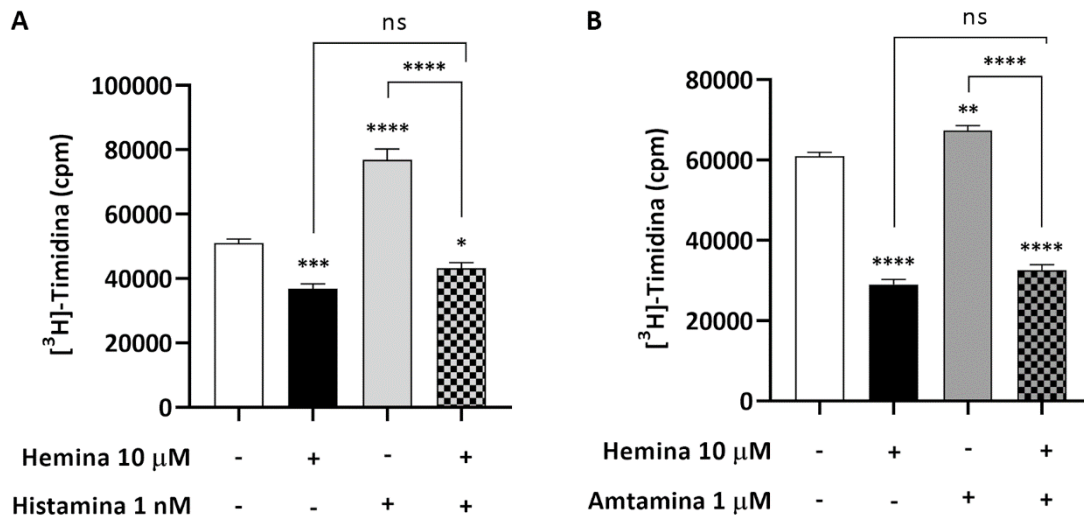 A
ns
****
[³H]-Timidina (cpm)
100000
80000
60000
40000
20000
0
***
****
*
Hemina 10 μM - + - +
Histamina 1 nM - - + +
B
ns
****
[³H]-Timidina (cpm)
80000
60000
40000
20000
0
****
**
****
Hemina 10 μM - + - +
Amtamina 1 μM - - + +